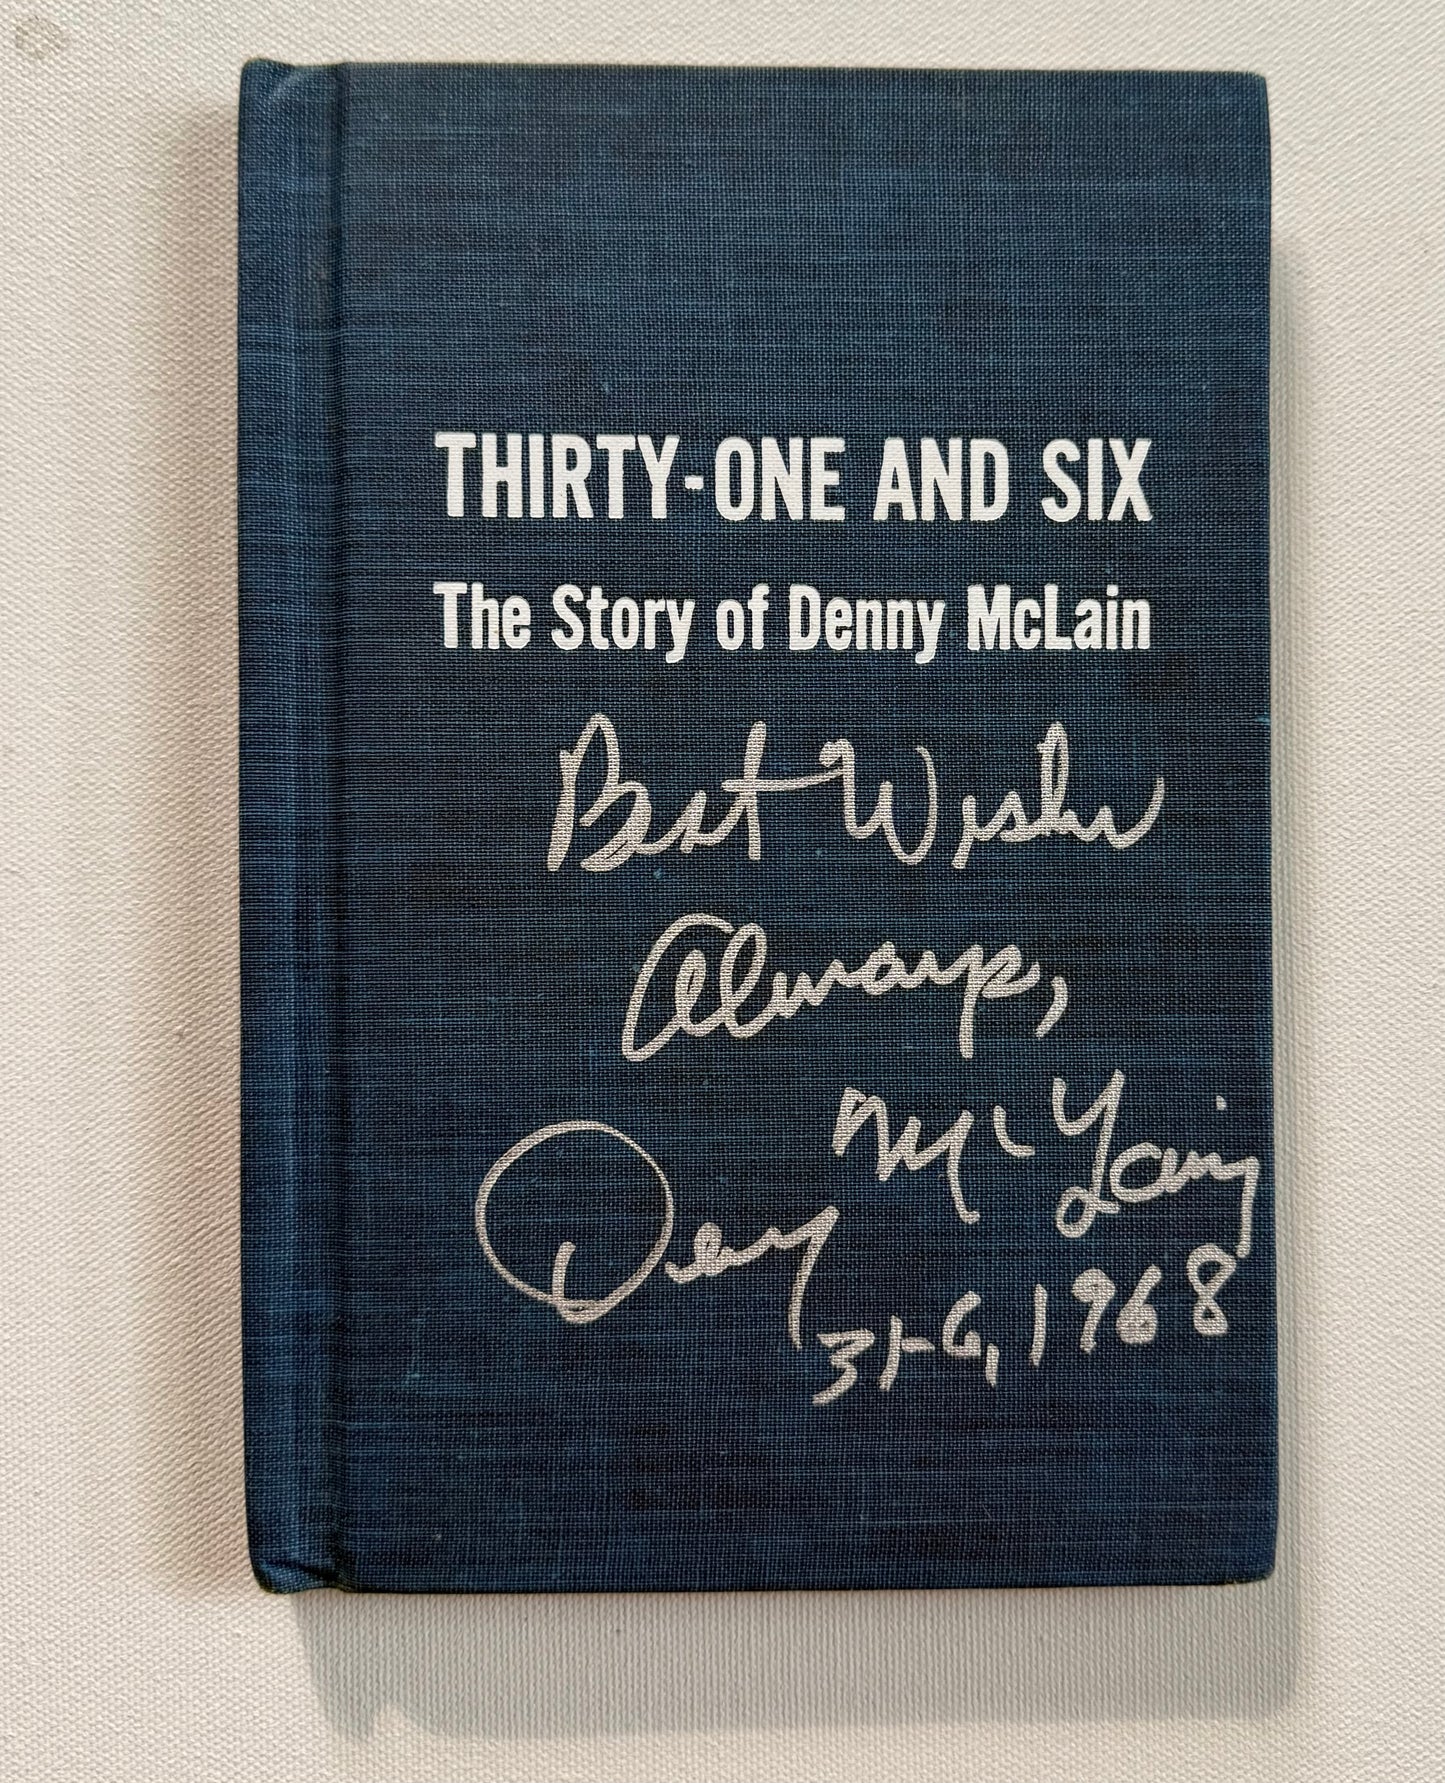 THIRTY-ONE AND SIX
The Story of Denny McLain
Best Wishes
Always,
Denny McLain
31-6, 1968